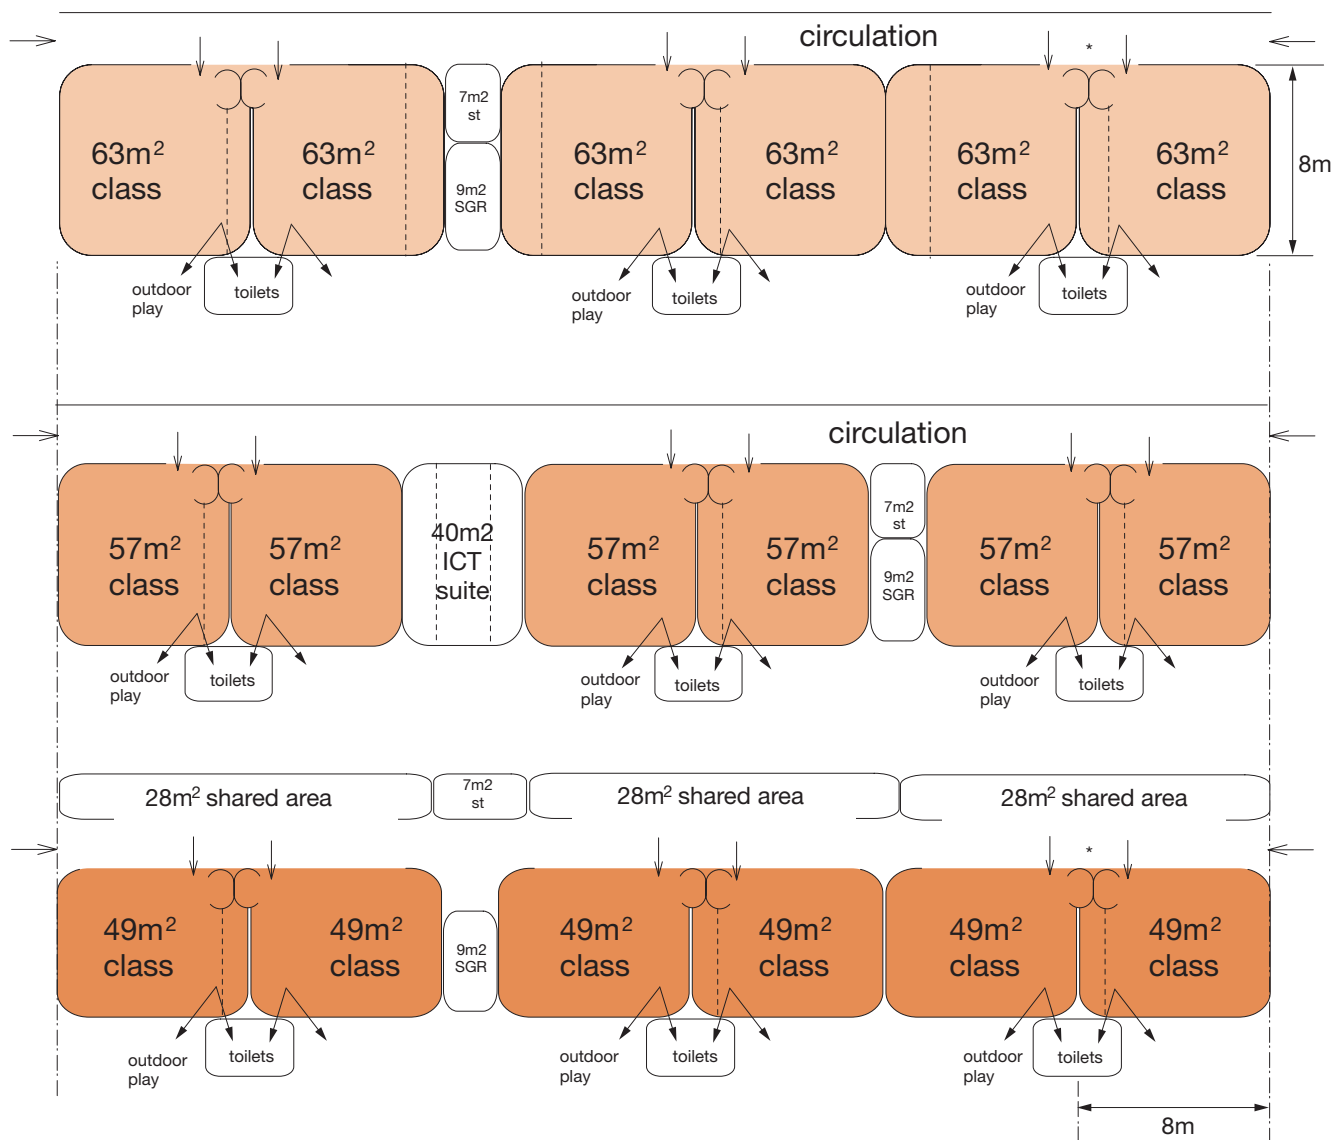 circulation
*
7m2
st
63m²
class
63m²
class
9m2
SGR
63m²
class
63m²
class
63m²
class
63m²
class
8m
outdoor
play
toilets
outdoor
play
toilets
outdoor
play
toilets
circulation
57m²
class
57m²
class
40m2
ICT
suite
57m²
class
57m²
class
7m2
st
9m2
SGR
57m²
class
57m²
class
outdoor
play
toilets
outdoor
play
toilets
outdoor
play
toilets
28m² shared area
7m2
st
28m² shared area
28m² shared area
*
49m²
class
49m²
class
9m2
SGR
49m²
class
49m²
class
49m²
class
49m²
class
outdoor
play
toilets
outdoor
play
toilets
outdoor
play
toilets
8m